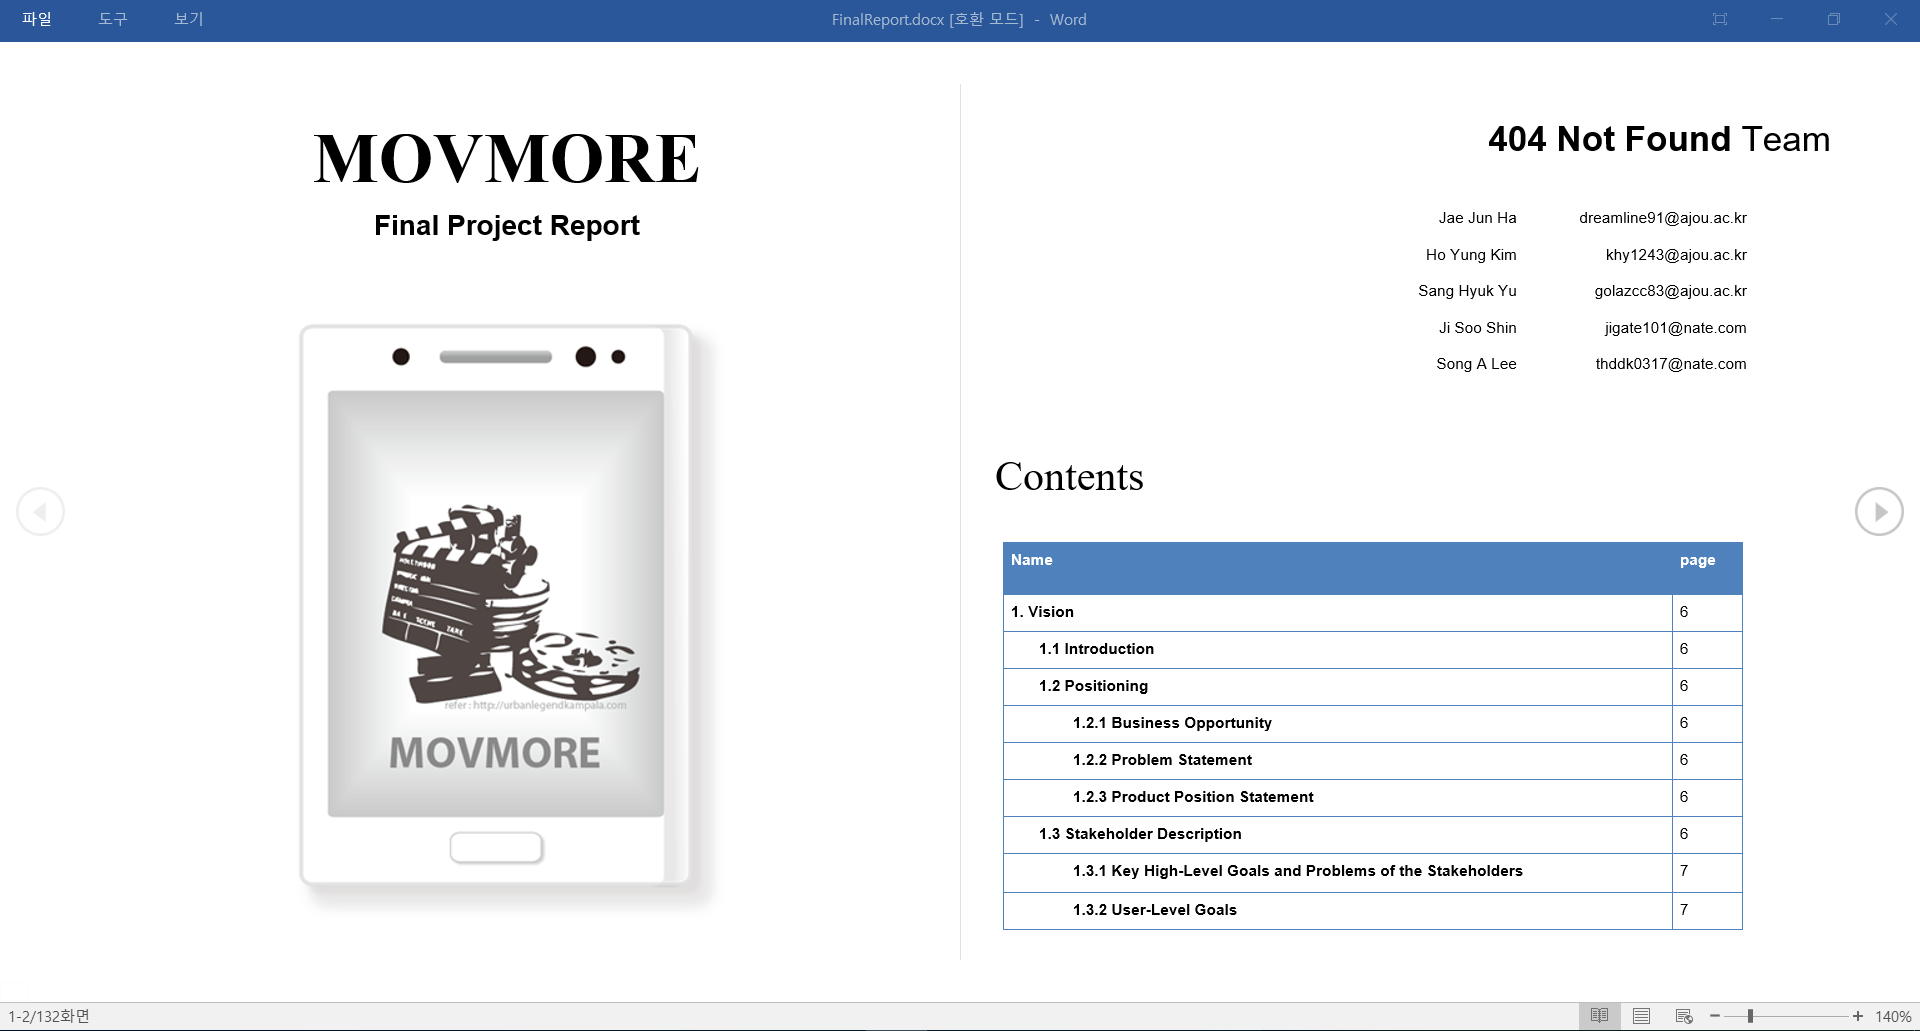 파일 도구 보기 FinalReport.docx [호환 모드] - Word
MOVMORE
Final Project Report
refer : http://urbanlegendkampala.com
MOVMORE
404 Not Found Team
Jae Jun Ha dreamline91@ajou.ac.kr
Ho Yung Kim khy1243@ajou.ac.kr
Sang Hyuk Yu golazcc83@ajou.ac.kr
Ji Soo Shin jigate101@nate.com
Song A Lee thddk0317@nate.com
Contents
Name page
1. Vision 6
1.1 Introduction 6
1.2 Positioning 6
1.2.1 Business Opportunity 6
1.2.2 Problem Statement 6
1.2.3 Product Position Statement 6
1.3 Stakeholder Description 6
1.3.1 Key High-Level Goals and Problems of the Stakeholders 7
1.3.2 User-Level Goals 7
1-2/132화면 140%